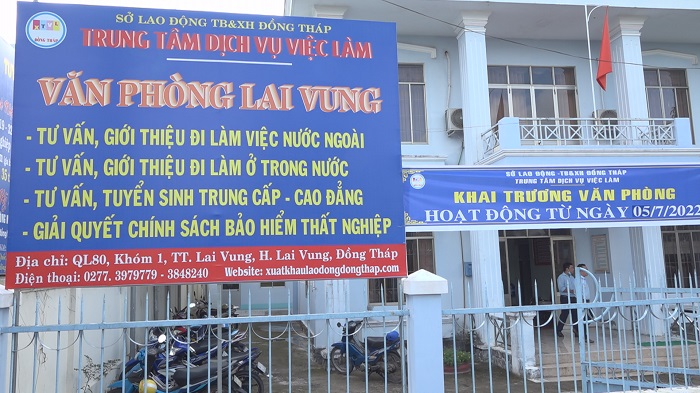 SỞ LAO ĐỘNG TB&XH ĐỒNG THÁP
TRUNG TÂM DỊCH VỤ VIỆC LÀM
VĂN PHÒNG LAI VUNG
- TƯ VẤN, GIỚI THIỆU ĐI LÀM VIỆC NƯỚC NGOÀI
- TƯ VẤN, GIỚI THIỆU ĐI LÀM Ở TRONG NƯỚC
- TƯ VẤN, TUYỂN SINH TRUNG CẤP - CAO ĐẲNG
- GIẢI QUYẾT CHÍNH SÁCH BẢO HIỂM THẤT NGHIỆP
Địa chỉ: QL80, Khóm 1, TT. Lai Vung, H. Lai Vung, Đồng Tháp
Điện thoại: 0277. 3979779 - 3848240 Website: xuatkhaulaodongdongthap.com
SỞ LAO ĐỘNG -TB&XH ĐỒNG THÁP
TRUNG TÂM DỊCH VỤ VIỆC LÀM
KHAI TRƯƠNG VĂN PHÒNG
HOẠT ĐỘNG TỪ NGÀY 05/7/2022